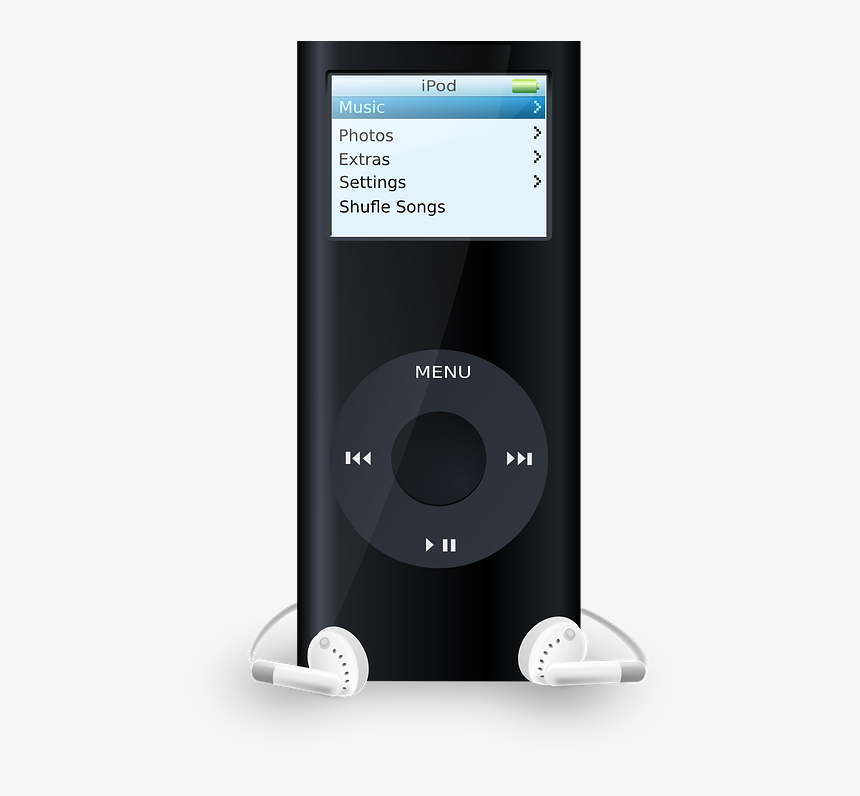 iPod
Music
Photos
Extras
Settings
Shufle Songs
MENU